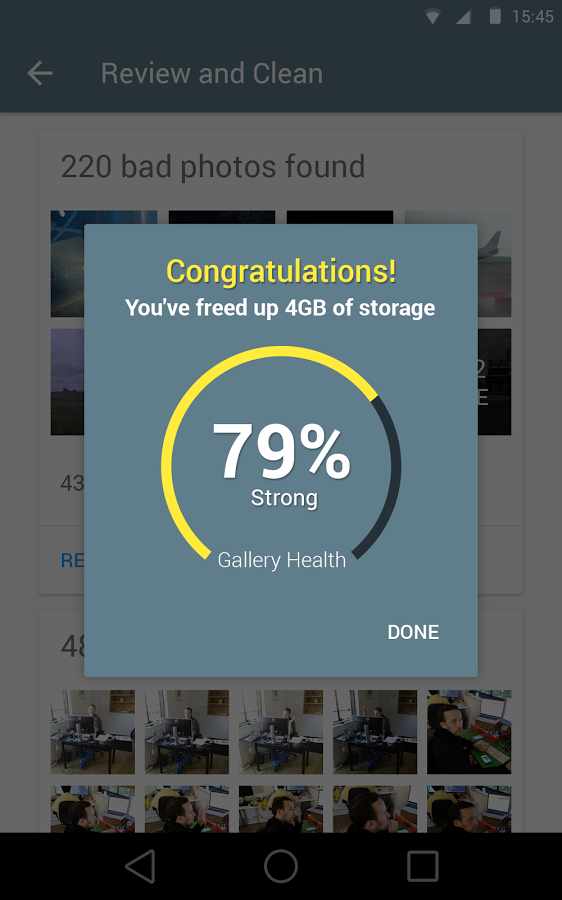 15:45
Review and Clean
220 bad photos found
Congratulations!
You've freed up 4GB of storage
2
E
79%
Strong
43
Gallery Health
RE
DONE
48